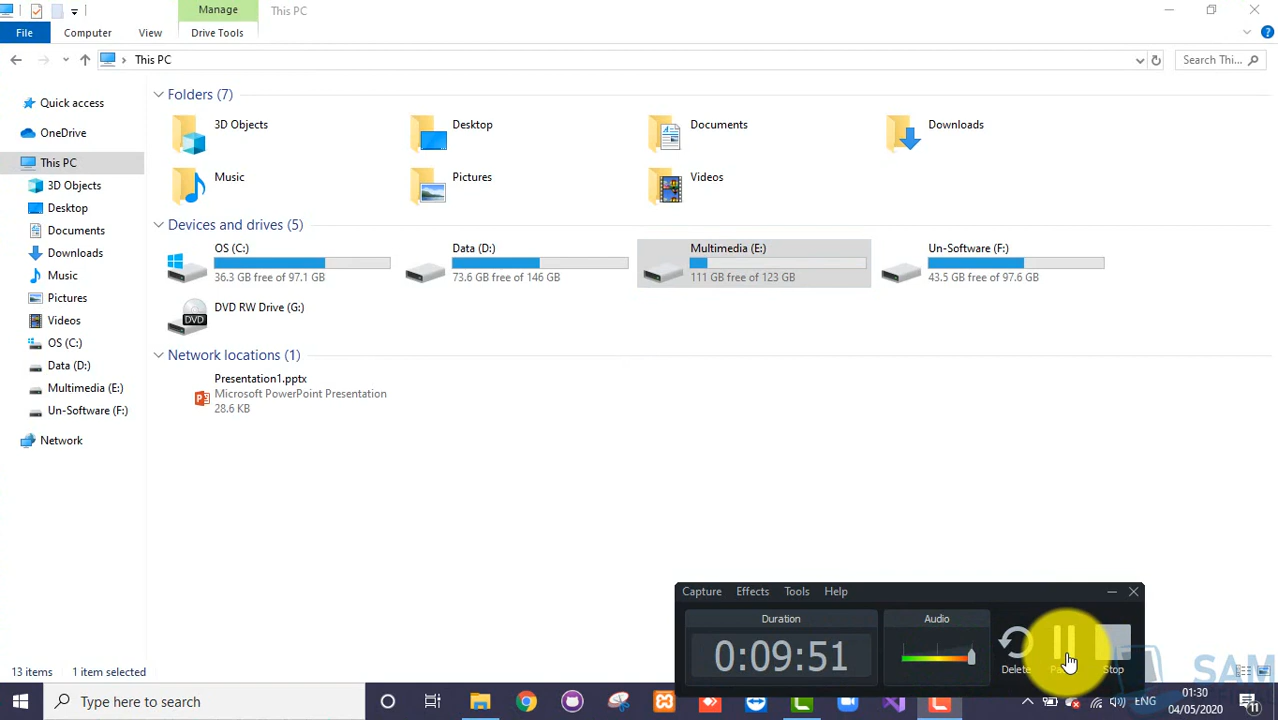 Manage
This PC
File
Computer
View
Drive Tools
This PC
Search Thi...
Quick access
OneDrive
This PC
3D Objects
Desktop
Documents
Downloads
Music
Pictures
Videos
OS (C:)
Data (D:)
Multimedia (E:)
Un-Software (F:)
Network
Folders (7)
3D Objects
Desktop
Documents
Downloads
Music
Pictures
Videos
Devices and drives (5)
OS (C:)
36.3 GB free of 97.1 GB
Data (D:)
73.6 GB free of 146 GB
Multimedia (E:)
111 GB free of 123 GB
Un-Software (F:)
43.5 GB free of 97.6 GB
DVD
DVD RW Drive (G:)
Network locations (1)
Presentation1.pptx
Microsoft PowerPoint Presentation
28.6 KB
Capture
Effects
Tools
Help
Duration
0:09:51
Audio
Delete
Stop
SAM
13 items
1 item selected
Type here to search
ENG
01:30
04/05/2020
11